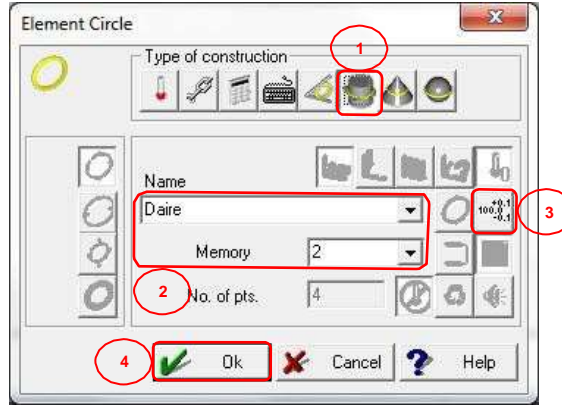 Element Circle
Type of construction
1
Name
Daire
100.0 +0.1 -0.1
3
Memory 2
2
No. of pts. 4
4
Ok Cancel ? Help